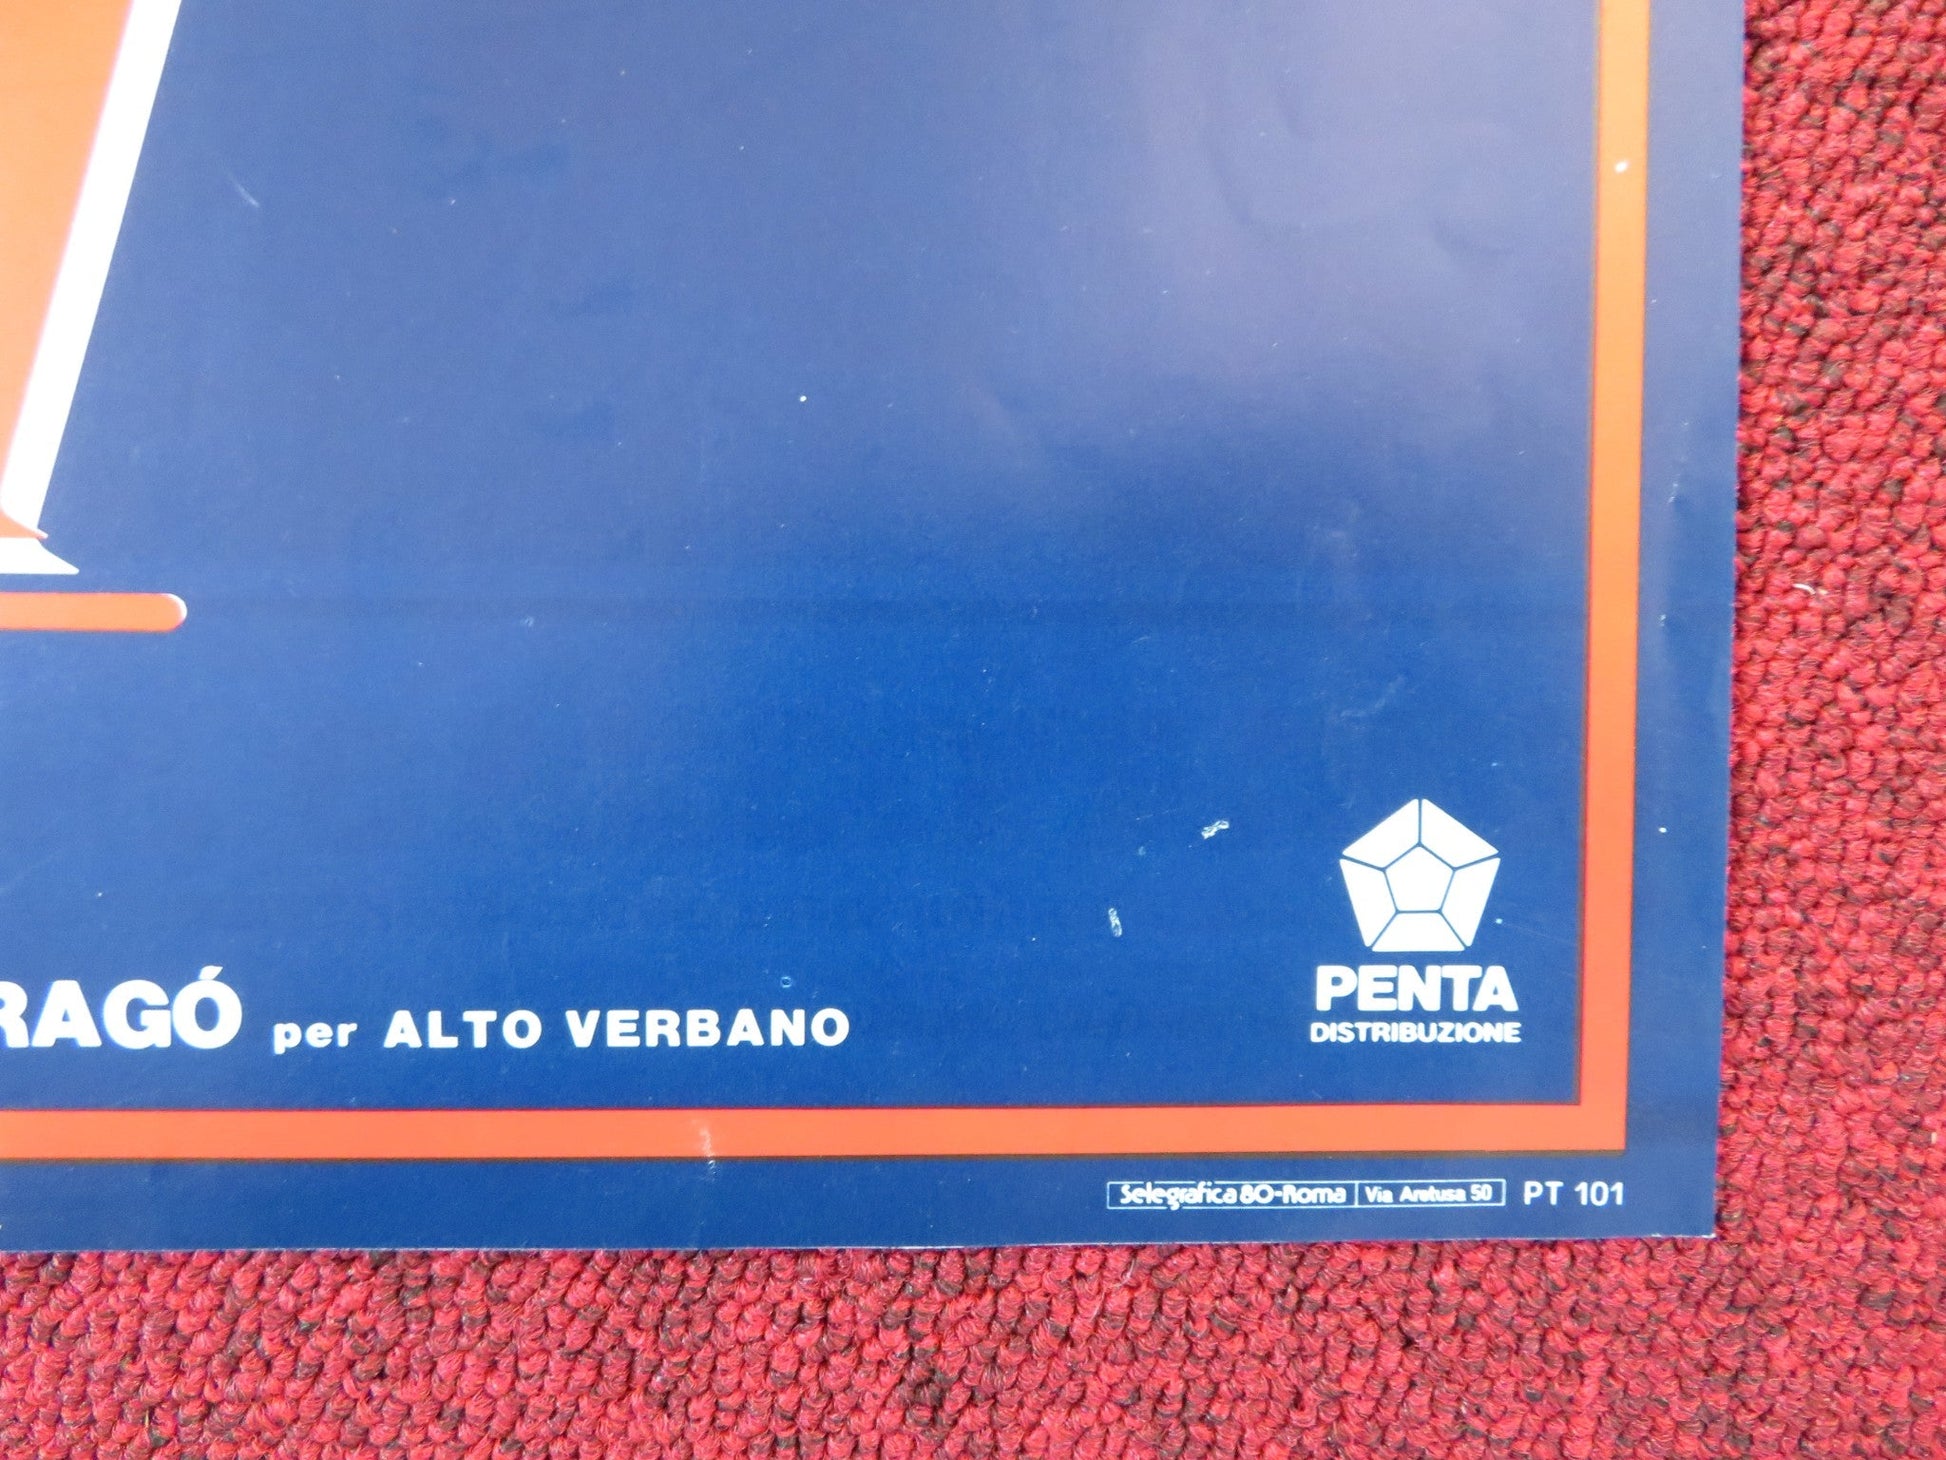 RAGÓ per ALTO VERBANO
PENTA
DISTRIBUZIONE
Selegrafica 80-Roma Via Aretusa 50 PT 101